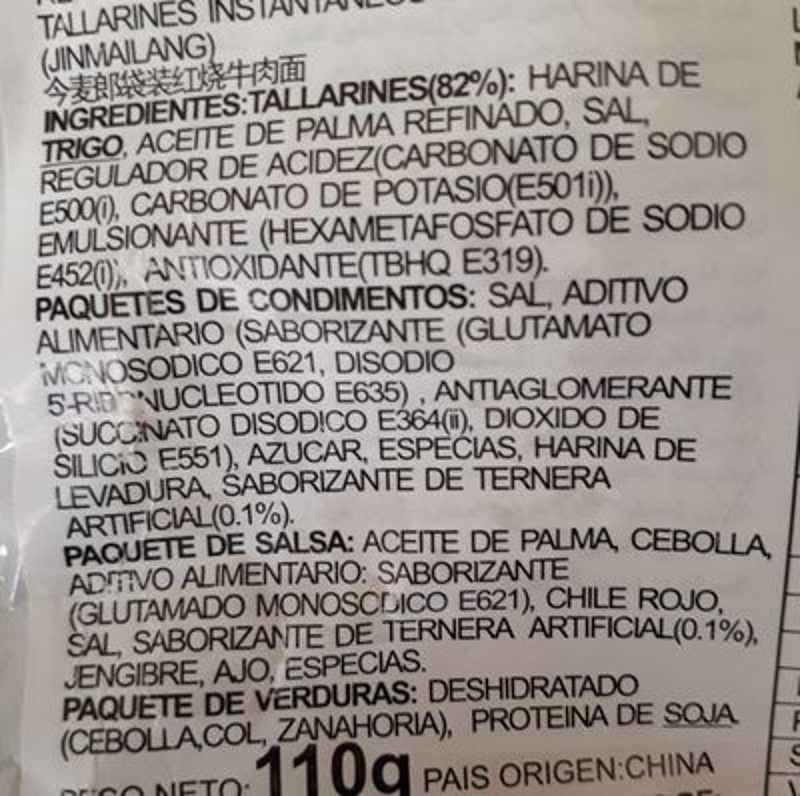 TALLARINES INSTANTANEOS
(JINMAILANG)
今麦郎袋装红烧牛肉面
INGREDIENTES:TALLARINES(82%): HARINA DE
TRIGO, ACEITE DE PALMA REFINADO, SAL,
REGULADOR DE ACIDEZ(CARBONATO DE SODIO
E500(i), CARBONATO DE POTASIO(E501i)),
EMULSIONANTE (HEXAMETAFOSFATO DE SODIO
E452(i)), ANTIOXIDANTE(TBHQ E319).
PAQUETES DE CONDIMENTOS: SAL, ADITIVO
ALIMENTARIO (SABORIZANTE (GLUTAMATO
MONOSODICO E621, DISODIO
5-RIBONUCLEOTIDO E635) , ANTIAGLOMERANTE
(SUCCINATO DISODICO E364(ii), DIOXIDO DE
SILICIO E551), AZUCAR, ESPECIAS, HARINA DE
LEVADURA, SABORIZANTE DE TERNERA
ARTIFICIAL(0.1%).
PAQUETE DE SALSA: ACEITE DE PALMA, CEBOLLA,
ADITIVO ALIMENTARIO: SABORIZANTE
(GLUTAMADO MONOSODICO E621), CHILE ROJO,
SAL, SABORIZANTE DE TERNERA ARTIFICIAL(0.1%),
JENGIBRE, AJO, ESPECIAS.
PAQUETE DE VERDURAS: DESHIDRATADO
(CEBOLLA,COL, ZANAHORIA), PROTEINA DE SOJA
PESO NETO: 110g PAIS ORIGEN:CHINA